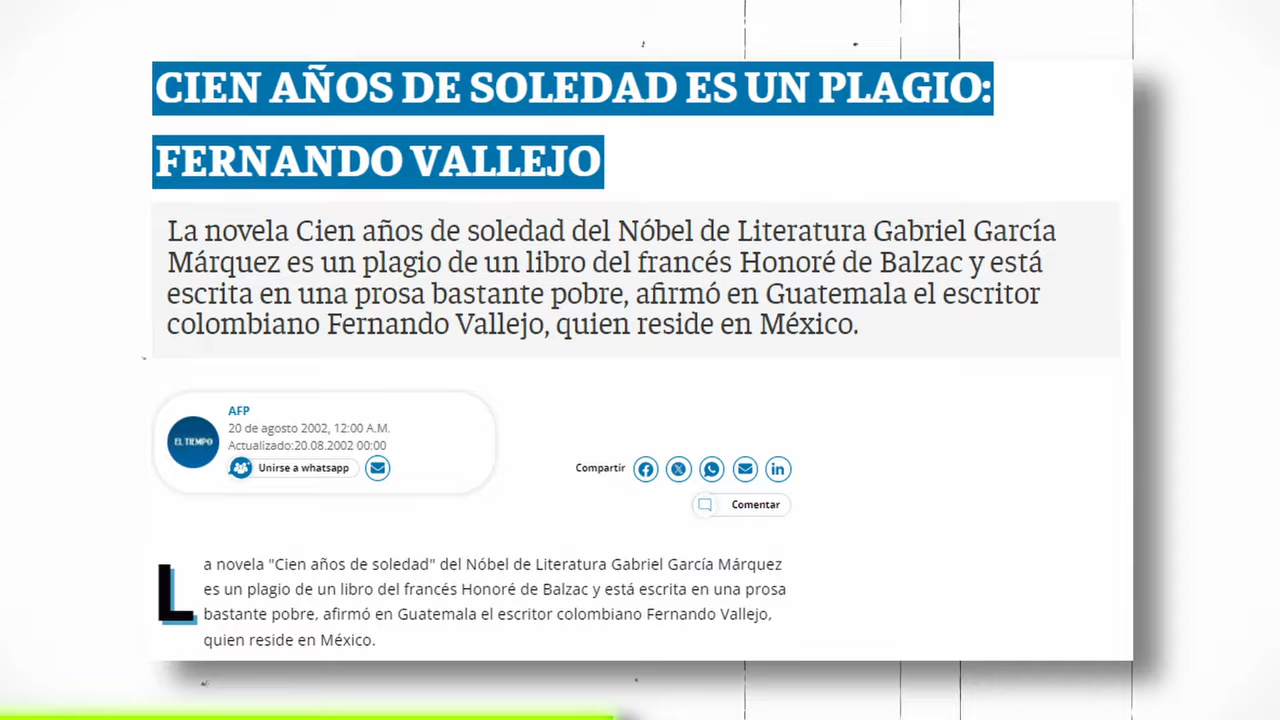 CIEN AÑOS DE SOLEDAD ES UN PLAGIO:
FERNANDO VALLEJO
La novela Cien años de soledad del Nóbel de Literatura Gabriel García
Márquez es un plagio de un libro del francés Honoré de Balzac y está
escrita en una prosa bastante pobre, afirmó en Guatemala el escritor
colombiano Fernando Vallejo, quien reside en México.
EL TIEMPO
AFP
20 de agosto 2002, 12:00 A.M.
Actualizado:20.08.2002 00:00
Unirse a whatsapp
Compartir
Comentar
La novela "Cien años de soledad" del Nóbel de Literatura Gabriel García Márquez
es un plagio de un libro del francés Honoré de Balzac y está escrita en una prosa
bastante pobre, afirmó en Guatemala el escritor colombiano Fernando Vallejo,
quien reside en México.